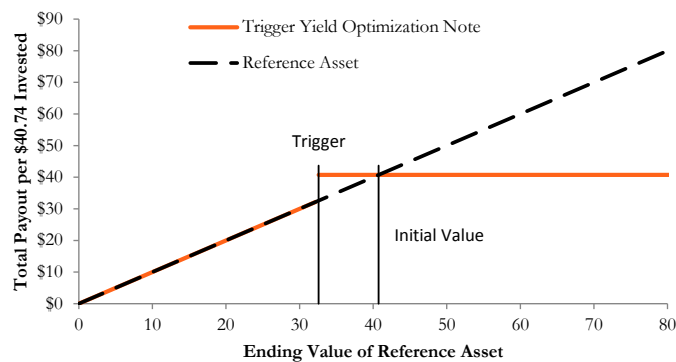 $90
Trigger Yield Optimization Note
$80
Reference Asset
$70
$60
$50
Trigger
$40
$30
Initial Value
$20
$10
$0
0 10 20 30 40 50 60 70 80
Total Payout per $40.74 Invested
Ending Value of Reference Asset